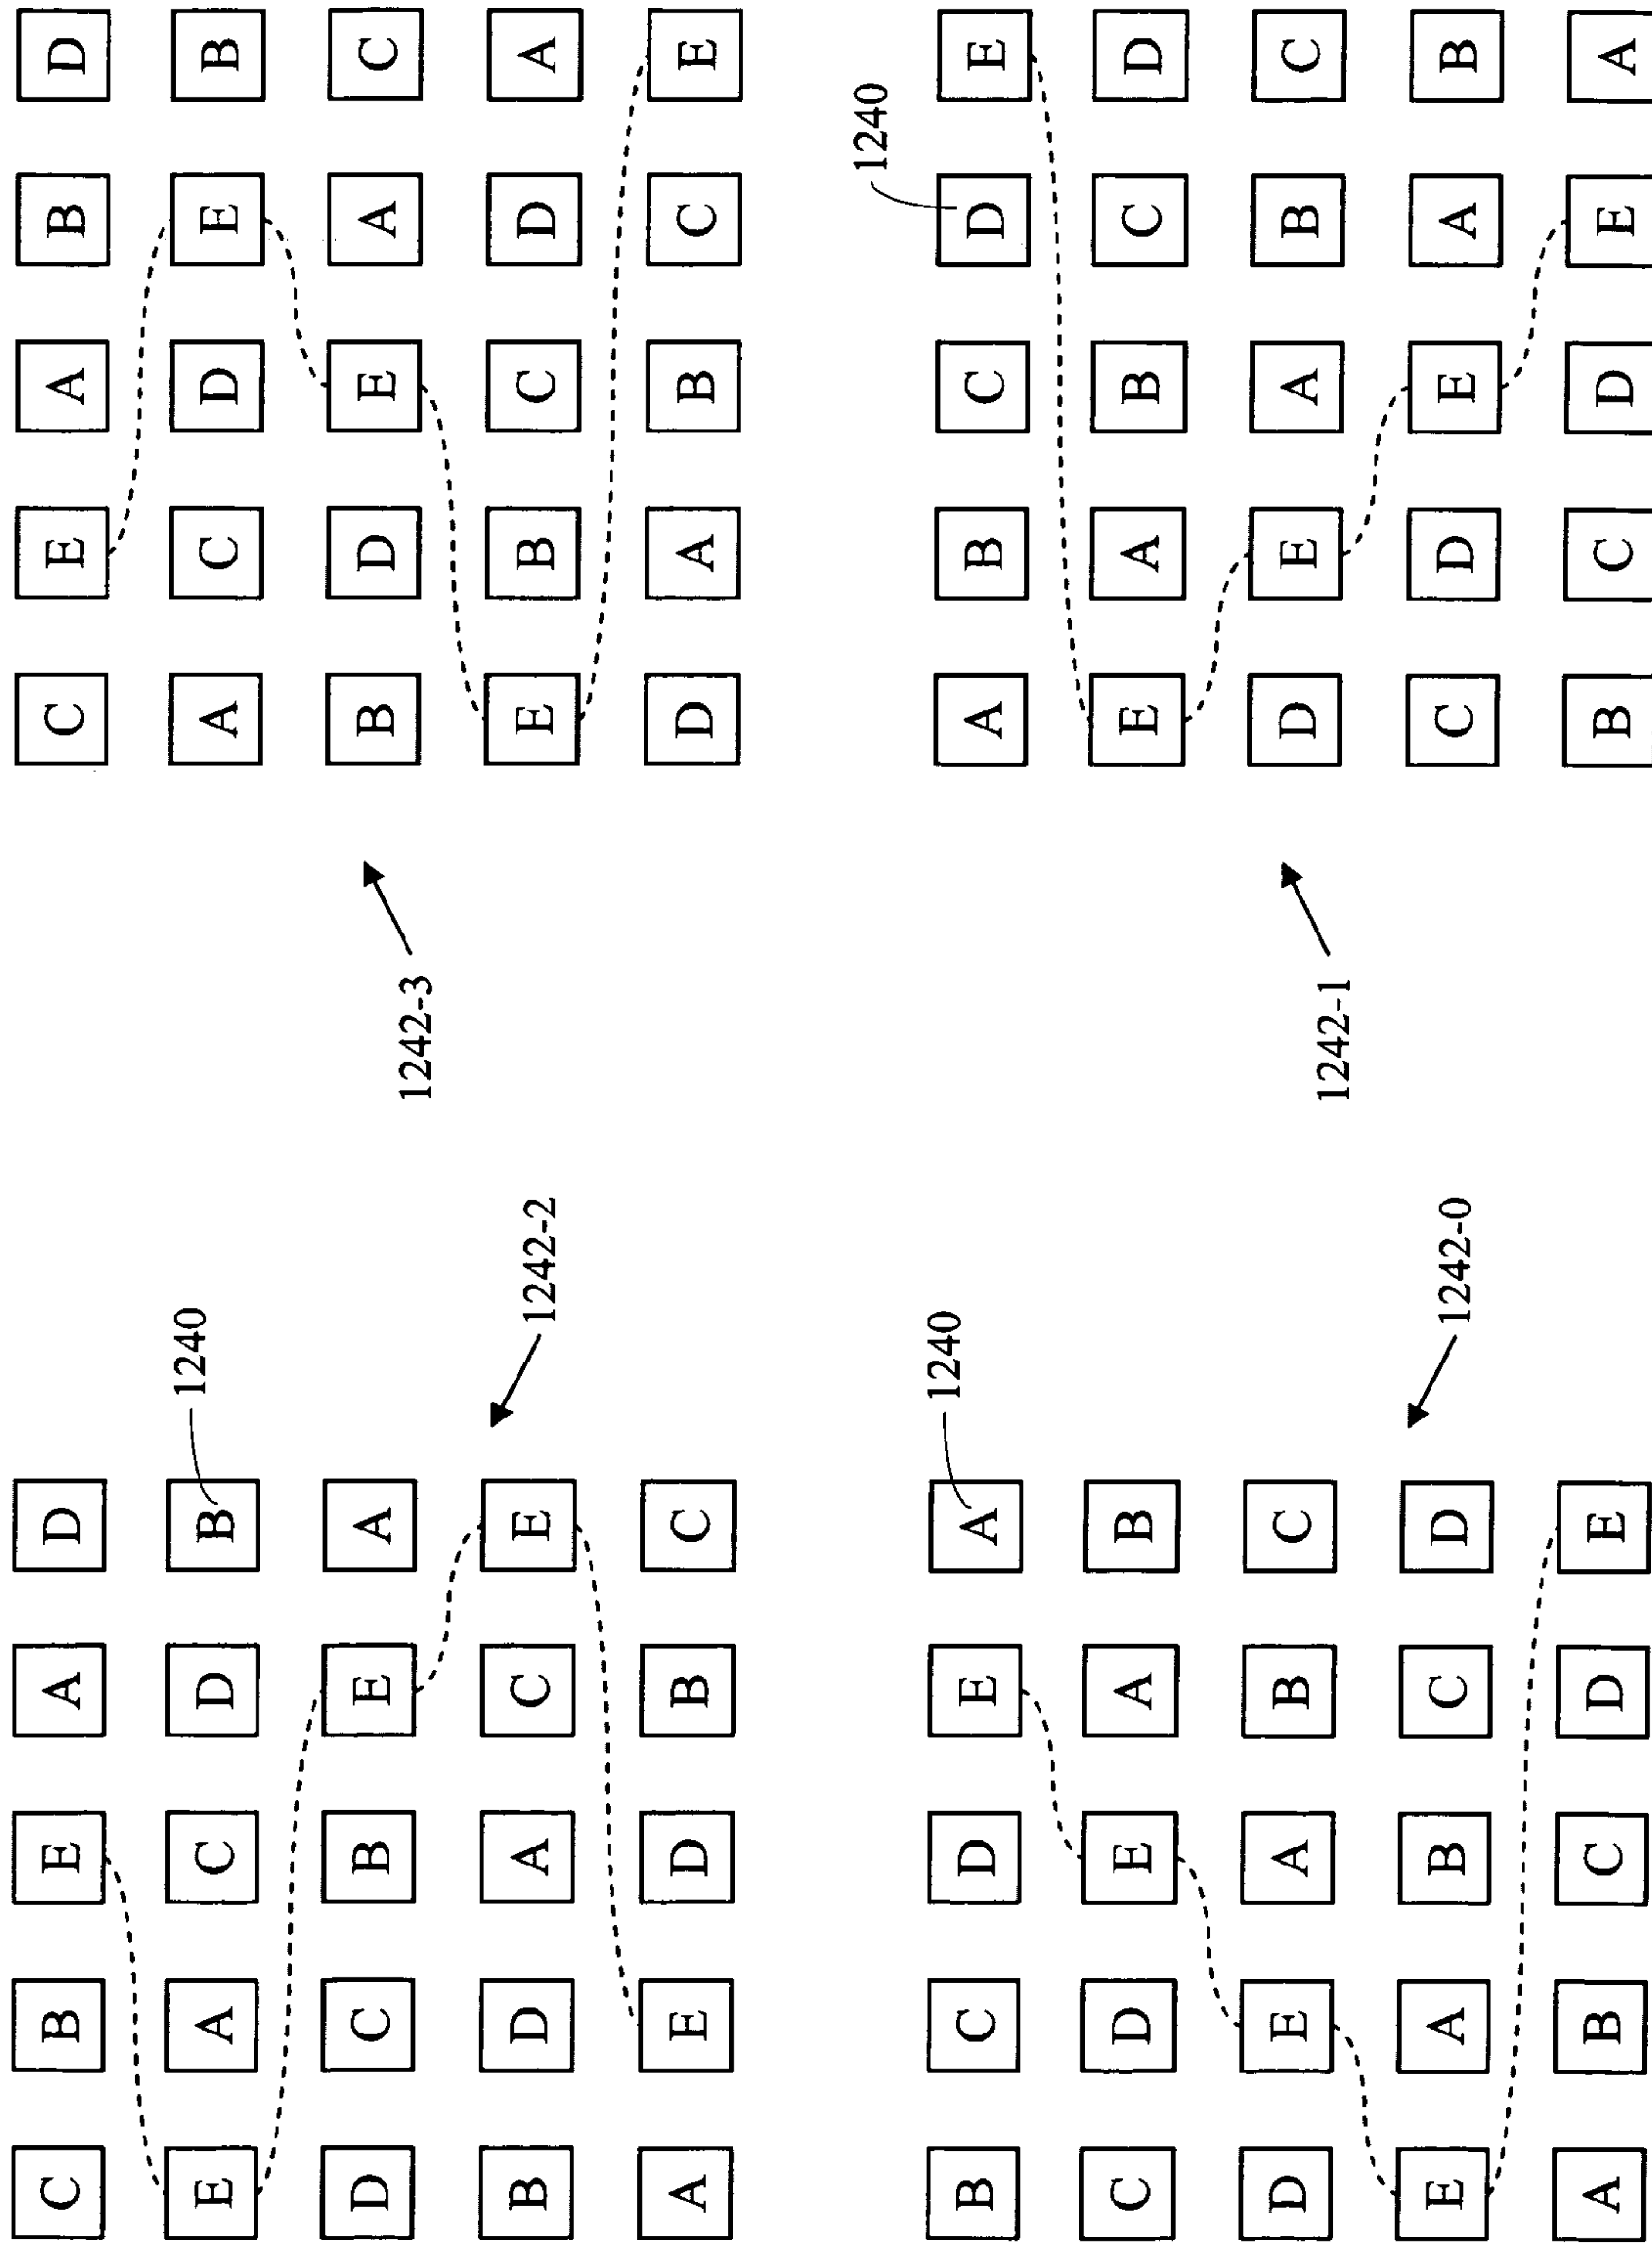 C B E A D C E A B D
E A C D B 1240 A C D E B
D C B E A B D E A C
1242-3
B D A C E 1242-2 E B C D A
A E D B C D A B C E
1240
B C D E A 1240 A B C D E
C D E A B E A B C D
D E A B C D E A B C
1242-1
E A B C D 1242-0 C D E A B
A B C D E B C D E A